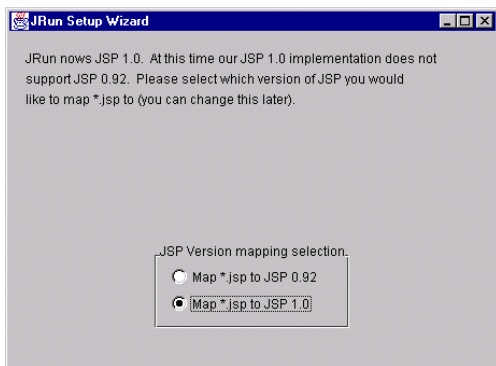 JRun Setup Wizard
JRun nows JSP 1.0. At this time our JSP 1.0 implementation does not
support JSP 0.92. Please select which version of JSP you would
like to map *.jsp to (you can change this later).
JSP Version mapping selection
Map *.jsp to JSP 0.92
Map *.jsp to JSP 1.0